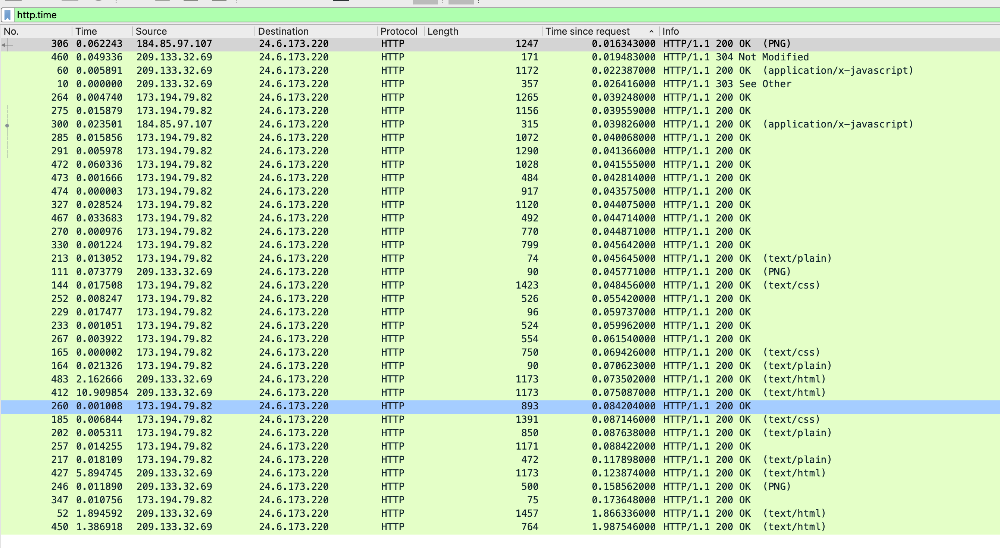 http.time
No. Time Source Destination Protocol Length Time since request Info
306 0.062243 184.85.97.107 24.6.173.220 HTTP 1247 0.016343000 HTTP/1.1 200 OK (PNG)
460 0.049336 209.133.32.69 24.6.173.220 HTTP 171 0.019483000 HTTP/1.1 304 Not Modified
60 0.005891 209.133.32.69 24.6.173.220 HTTP 1172 0.022387000 HTTP/1.1 200 OK (application/x-javascript)
10 0.000000 209.133.32.69 24.6.173.220 HTTP 357 0.026416000 HTTP/1.1 303 See Other
264 0.004740 173.194.79.82 24.6.173.220 HTTP 1265 0.039248000 HTTP/1.1 200 OK
275 0.015879 173.194.79.82 24.6.173.220 HTTP 1156 0.039559000 HTTP/1.1 200 OK
300 0.023501 184.85.97.107 24.6.173.220 HTTP 315 0.039826000 HTTP/1.1 200 OK (application/x-javascript)
285 0.015856 173.194.79.82 24.6.173.220 HTTP 1072 0.040068000 HTTP/1.1 200 OK
291 0.005978 173.194.79.82 24.6.173.220 HTTP 1290 0.041366000 HTTP/1.1 200 OK
472 0.060336 173.194.79.82 24.6.173.220 HTTP 1028 0.041555000 HTTP/1.1 200 OK
473 0.001666 173.194.79.82 24.6.173.220 HTTP 484 0.042814000 HTTP/1.1 200 OK
474 0.000003 173.194.79.82 24.6.173.220 HTTP 917 0.043575000 HTTP/1.1 200 OK
327 0.028524 173.194.79.82 24.6.173.220 HTTP 1120 0.044075000 HTTP/1.1 200 OK
467 0.033683 173.194.79.82 24.6.173.220 HTTP 492 0.044714000 HTTP/1.1 200 OK
270 0.000976 173.194.79.82 24.6.173.220 HTTP 770 0.044871000 HTTP/1.1 200 OK
330 0.001224 173.194.79.82 24.6.173.220 HTTP 799 0.045642000 HTTP/1.1 200 OK
213 0.013052 173.194.79.82 24.6.173.220 HTTP 74 0.045645000 HTTP/1.1 200 OK (text/plain)
111 0.073779 209.133.32.69 24.6.173.220 HTTP 90 0.045771000 HTTP/1.1 200 OK (PNG)
144 0.017508 173.194.79.82 24.6.173.220 HTTP 1423 0.048456000 HTTP/1.1 200 OK (text/css)
252 0.008247 173.194.79.82 24.6.173.220 HTTP 526 0.055420000 HTTP/1.1 200 OK
229 0.017477 173.194.79.82 24.6.173.220 HTTP 96 0.059737000 HTTP/1.1 200 OK
233 0.001051 173.194.79.82 24.6.173.220 HTTP 524 0.059962000 HTTP/1.1 200 OK
267 0.003922 173.194.79.82 24.6.173.220 HTTP 554 0.061540000 HTTP/1.1 200 OK
165 0.000002 173.194.79.82 24.6.173.220 HTTP 750 0.069426000 HTTP/1.1 200 OK (text/css)
164 0.021326 173.194.79.82 24.6.173.220 HTTP 90 0.070623000 HTTP/1.1 200 OK (text/plain)
483 2.162666 209.133.32.69 24.6.173.220 HTTP 1173 0.073502000 HTTP/1.1 200 OK (text/html)
412 10.909854 209.133.32.69 24.6.173.220 HTTP 1173 0.075087000 HTTP/1.1 200 OK (text/html)
260 0.001008 173.194.79.82 24.6.173.220 HTTP 893 0.084204000 HTTP/1.1 200 OK
185 0.006844 173.194.79.82 24.6.173.220 HTTP 1391 0.087146000 HTTP/1.1 200 OK (text/css)
202 0.005311 173.194.79.82 24.6.173.220 HTTP 850 0.087638000 HTTP/1.1 200 OK (text/plain)
257 0.014255 173.194.79.82 24.6.173.220 HTTP 1171 0.088422000 HTTP/1.1 200 OK
217 0.018109 173.194.79.82 24.6.173.220 HTTP 472 0.117898000 HTTP/1.1 200 OK (text/plain)
427 5.894745 209.133.32.69 24.6.173.220 HTTP 1173 0.123874000 HTTP/1.1 200 OK (text/html)
246 0.011890 209.133.32.69 24.6.173.220 HTTP 500 0.158562000 HTTP/1.1 200 OK (PNG)
347 0.010756 173.194.79.82 24.6.173.220 HTTP 75 0.173648000 HTTP/1.1 200 OK
52 1.894592 209.133.32.69 24.6.173.220 HTTP 1457 1.866336000 HTTP/1.1 200 OK (text/html)
450 1.386918 209.133.32.69 24.6.173.220 HTTP 764 1.987546000 HTTP/1.1 200 OK (text/html)